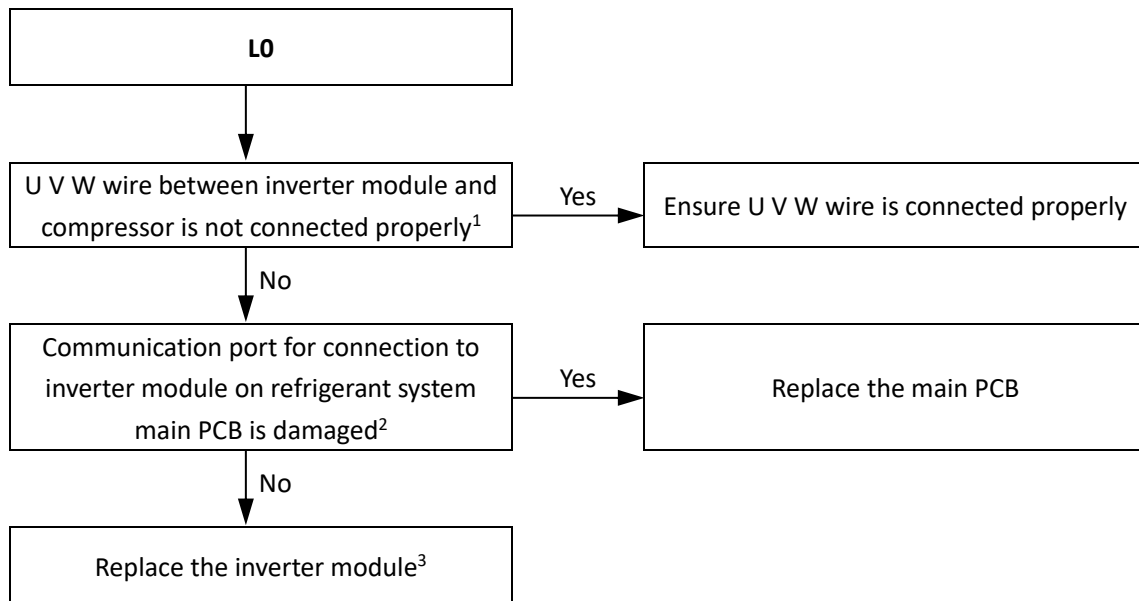 L0
U V W wire between inverter module and
compressor is not connected properly¹
Yes
Ensure U V W wire is connected properly
No
Communication port for connection to
inverter module on refrigerant system
main PCB is damaged²
Yes
Replace the main PCB
No
Replace the inverter module³